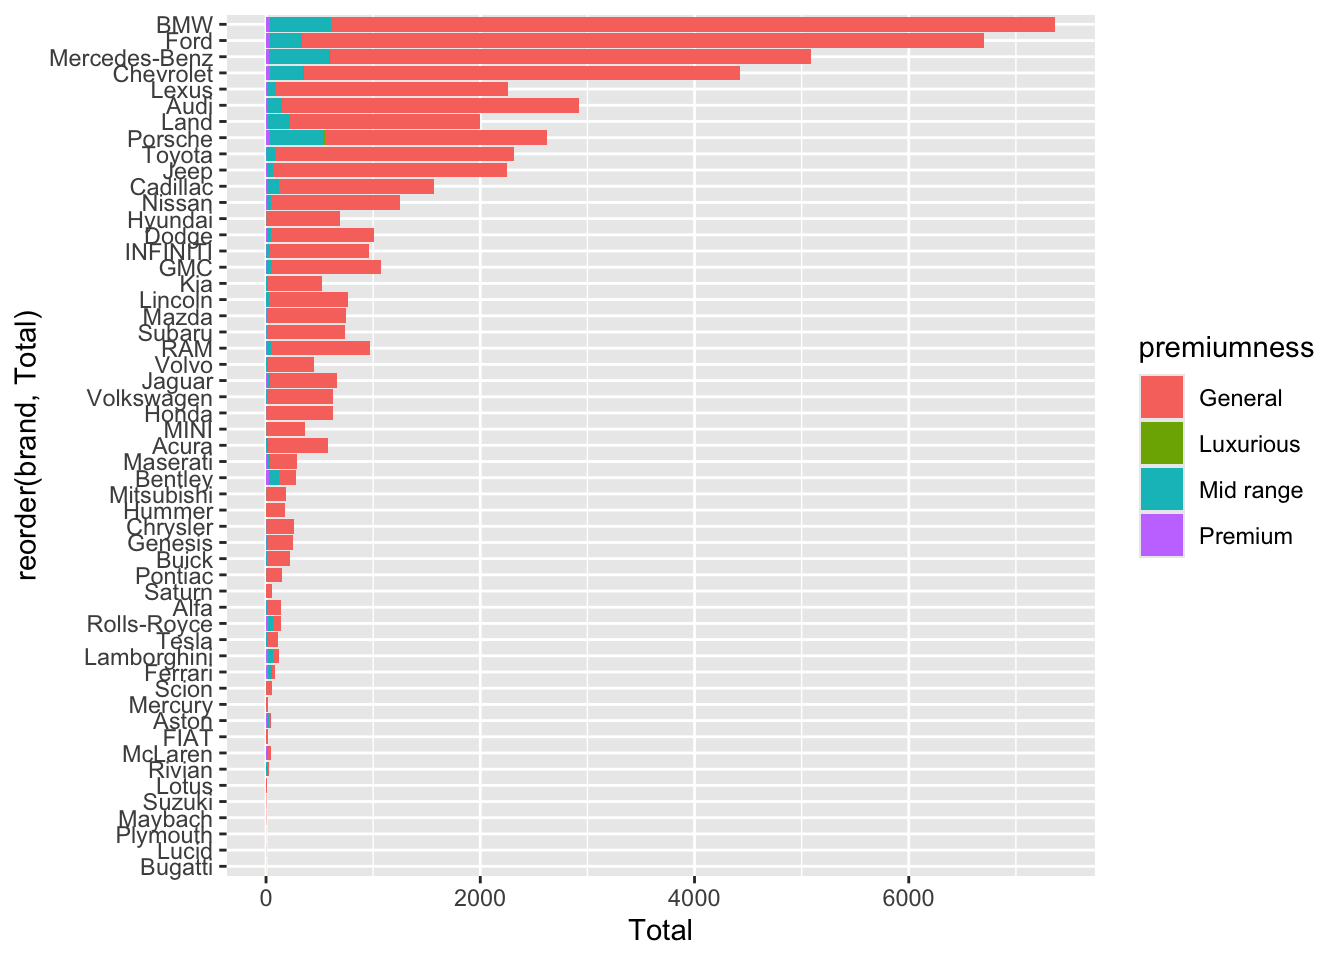 BMW
Ford
Mercedes-Benz
Chevrolet
Lexus
Audi
Land
Porsche
Toyota
Jeep
Cadillac
Nissan
Hyundai
Dodge
INFINITI
GMC
Kia
Lincoln
Mazda
Subaru
RAM
Volvo
Jaguar
Volkswagen
Honda
MINI
Acura
Maserati
Bentley
Mitsubishi
Hummer
Chrysler
Genesis
Buick
Pontiac
Saturn
Alfa
Rolls-Royce
Tesla
Lamborghini
Ferrari
Scion
Mercury
Aston
FIAT
McLaren
Rivian
Lotus
Suzuki
Maybach
Plymouth
Lucid
Bugatti
reorder(brand, Total)
0 2000 4000 6000
Total
premiumness
General
Luxurious
Mid range
Premium